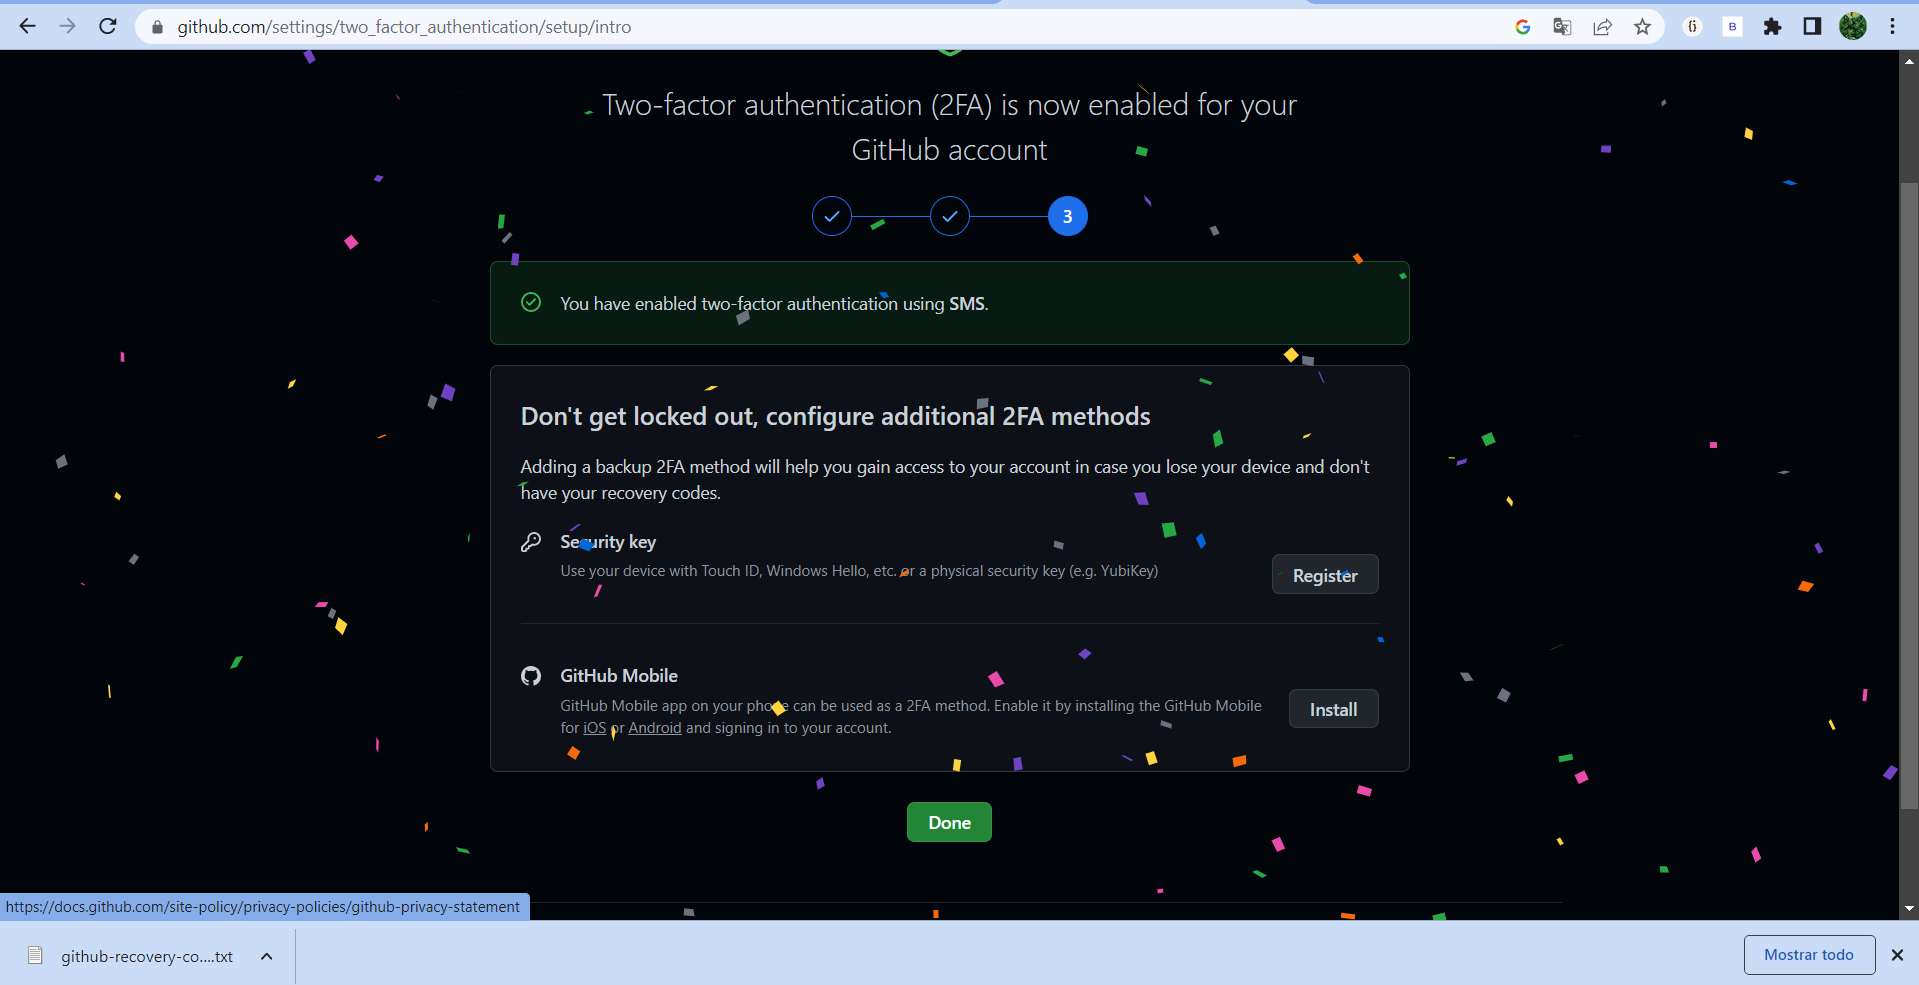 github.com/settings/two_factor_authentication/setup/intro
Two-factor authentication (2FA) is now enabled for your
GitHub account
3
You have enabled two-factor authentication using SMS.
Don't get locked out, configure additional 2FA methods
Adding a backup 2FA method will help you gain access to your account in case you lose your device and don't
have your recovery codes.
Security key
Use your device with Touch ID, Windows Hello, etc. or a physical security key (e.g. YubiKey)
Register
GitHub Mobile
GitHub Mobile app on your phone can be used as a 2FA method. Enable it by installing the GitHub Mobile
for iOS or Android and signing in to your account.
Install
Done
https://docs.github.com/site-policy/privacy-policies/github-privacy-statement
github-recovery-co....txt
Mostrar todo